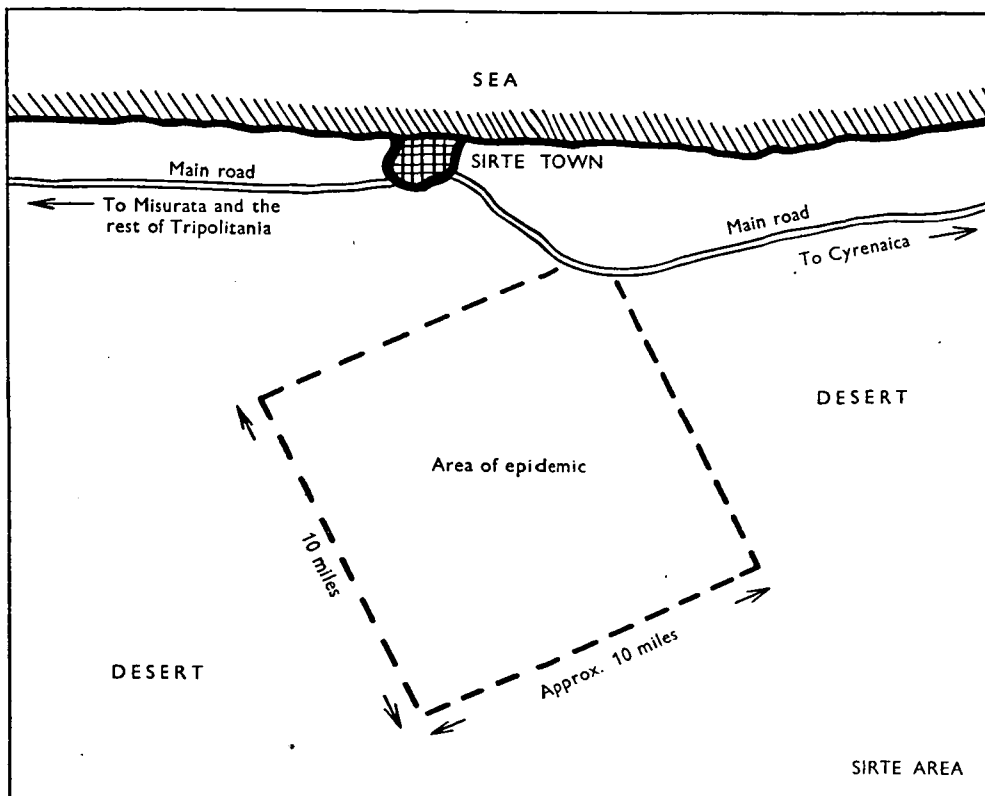 SEA
SIRTE TOWN
Main road
To Misurata and the
rest of Tripolitania
Main road
To Cyrenaica
DESERT
Area of epidemic
10 miles
Approx. 10 miles
DESERT
SIRTE AREA